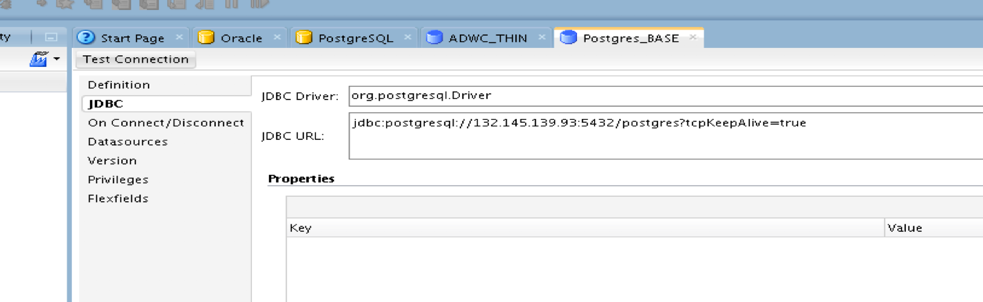 ty
Start Page
Oracle
PostgreSQL
ADWC_THIN
Postgres_BASE
Test Connection
Definition
JDBC
On Connect/Disconnect
Datasources
Version
Privileges
Flexfields
JDBC Driver: org.postgresql.Driver
JDBC URL: jdbc:postgresql://132.145.139.93:5432/postgres?tcpKeepAlive=true
Properties
Key Value